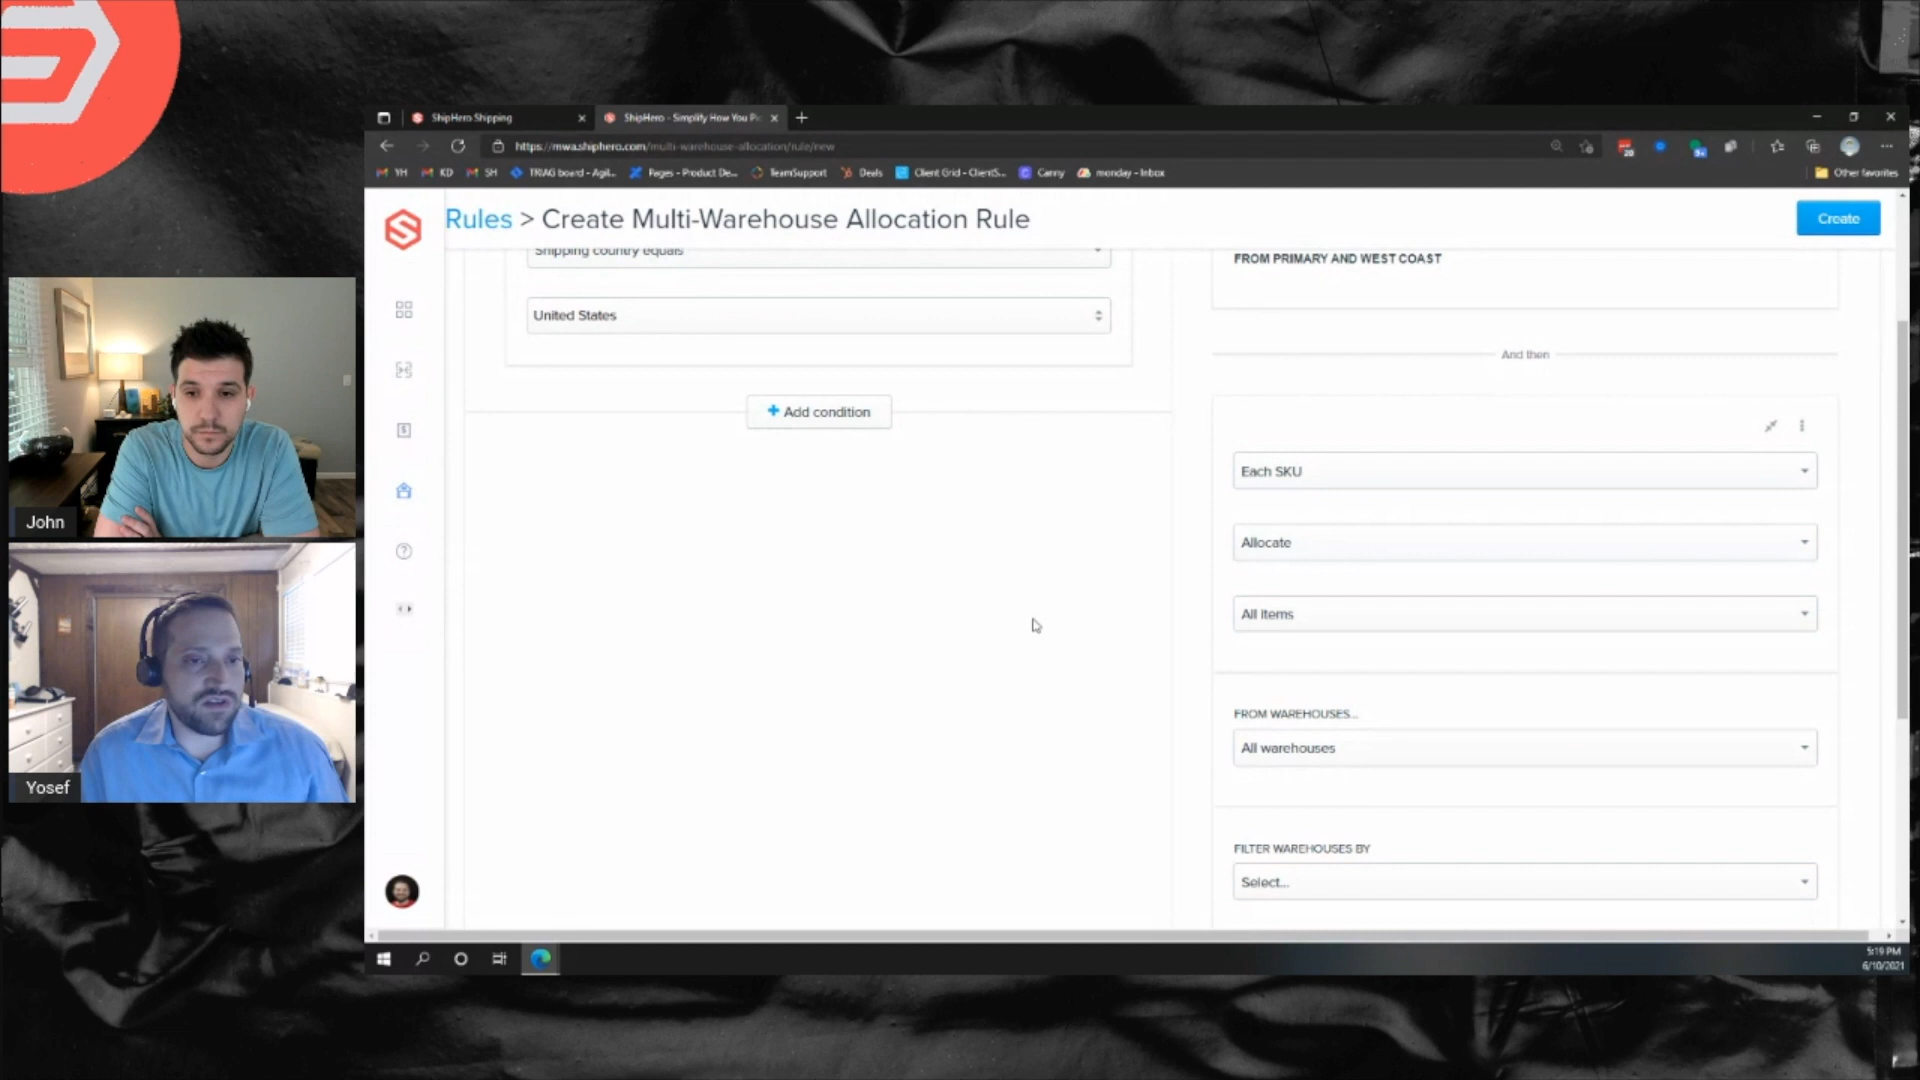 ShipHero Shipping
ShipHero - Simplify How You Pic
https://mwa.shiphero.com/multi-warehouse-allocation/rule/new
YH
KD
SH
TRIAG board - Agil...
Pages - Product De...
TeamSupport
Deals
Client Grid - ClientS...
Canny
monday - Inbox
Other favorites
Rules > Create Multi-Warehouse Allocation Rule
Create
Shipping country equals
United States
+ Add condition
FROM PRIMARY AND WEST COAST
And then
Each SKU
Allocate
All Items
FROM WAREHOUSES...
All warehouses
FILTER WAREHOUSES BY
Select...
John
Yosef
5:19 PM
6/10/2021